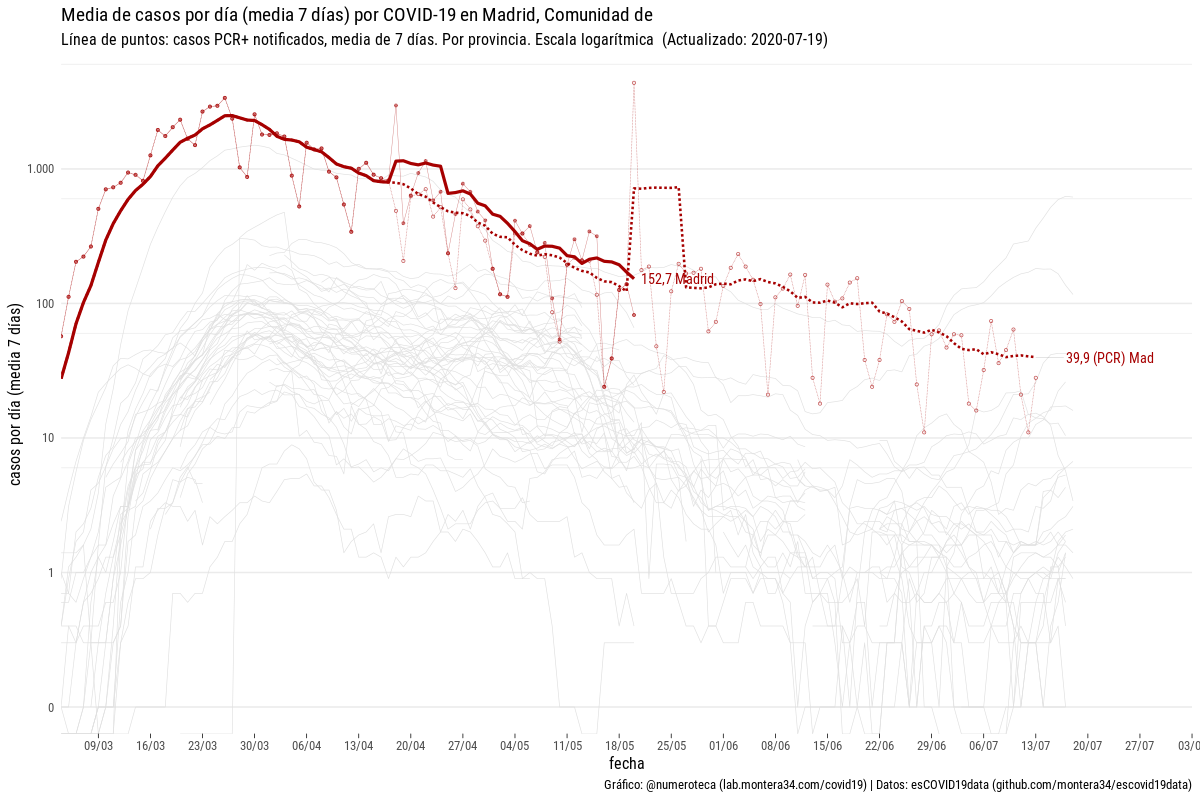 Media de casos por día (media 7 días) por COVID-19 en Madrid, Comunidad de
Línea de puntos: casos PCR+ notificados, media de 7 días. Por provincia. Escala logarítmica (Actualizado: 2020-07-19)
casos por día (media 7 días)
1.000
100
10
1
0
152,7 Madrid
39,9 (PCR) Mad
09/03 16/03 23/03 30/03 06/04 13/04 20/04 27/04 04/05 11/05 18/05 25/05 01/06 08/06 15/06 22/06 29/06 06/07 13/07 20/07 27/07 03/0
fecha
Gráfico: @numeroteca (lab.montera34.com/covid19) | Datos: esCOVID19data (github.com/montera34/escovid19data)